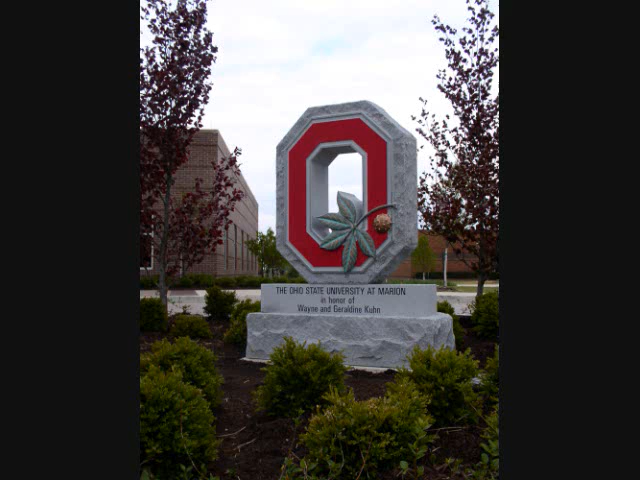 THE OHIO STATE UNIVERSITY AT MARION
in honor of
Wayne and Geraldine Kuhn